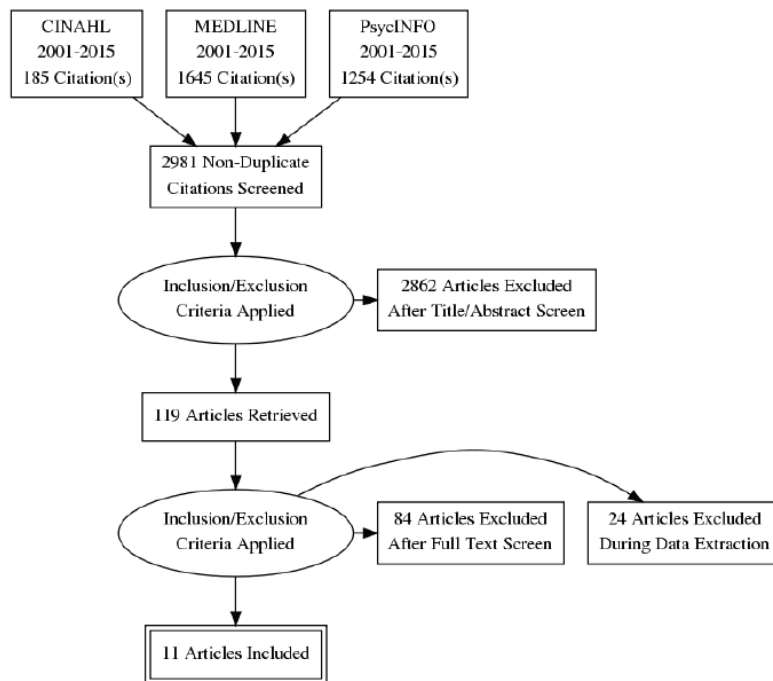 CINAHL
2001-2015
185 Citation(s)
MEDLINE
2001-2015
1645 Citation(s)
PsycINFO
2001-2015
1254 Citation(s)
2981 Non-Duplicate
Citations Screened
Inclusion/Exclusion
Criteria Applied
2862 Articles Excluded
After Title/Abstract Screen
119 Articles Retrieved
Inclusion/Exclusion
Criteria Applied
84 Articles Excluded
After Full Text Screen
24 Articles Excluded
During Data Extraction
11 Articles Included